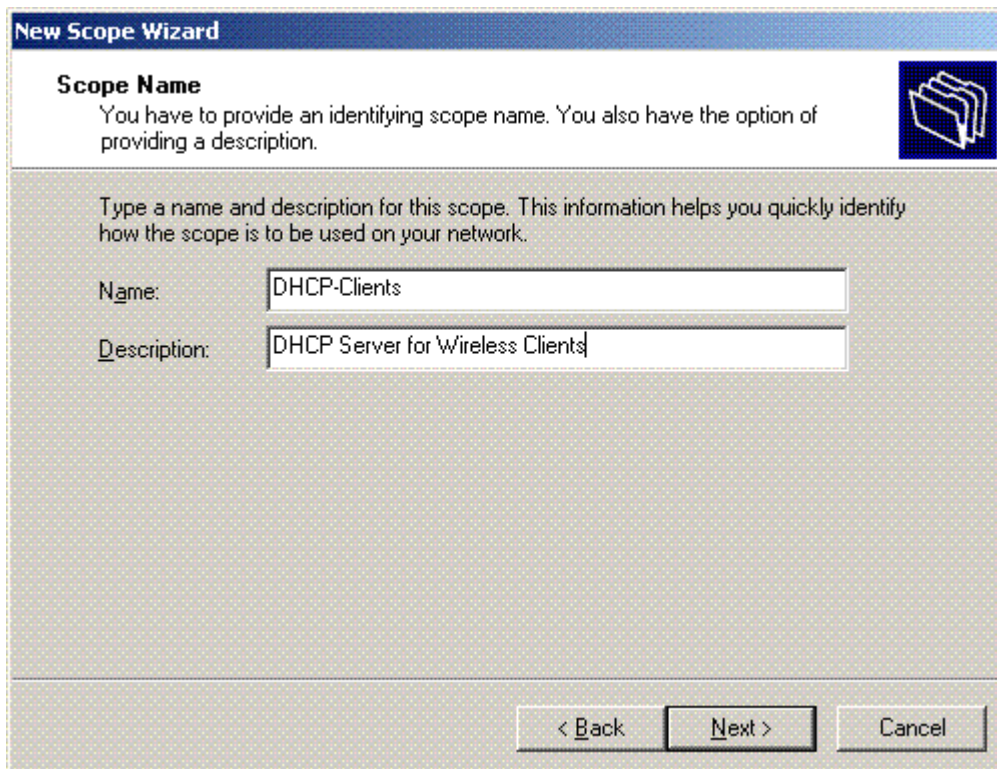 New Scope Wizard
Scope Name
You have to provide an identifying scope name. You also have the option of
providing a description.
Type a name and description for this scope. This information helps you quickly identify
how the scope is to be used on your network.
Name: DHCP-Clients
Description: DHCP Server for Wireless Clients
< Back Next > Cancel